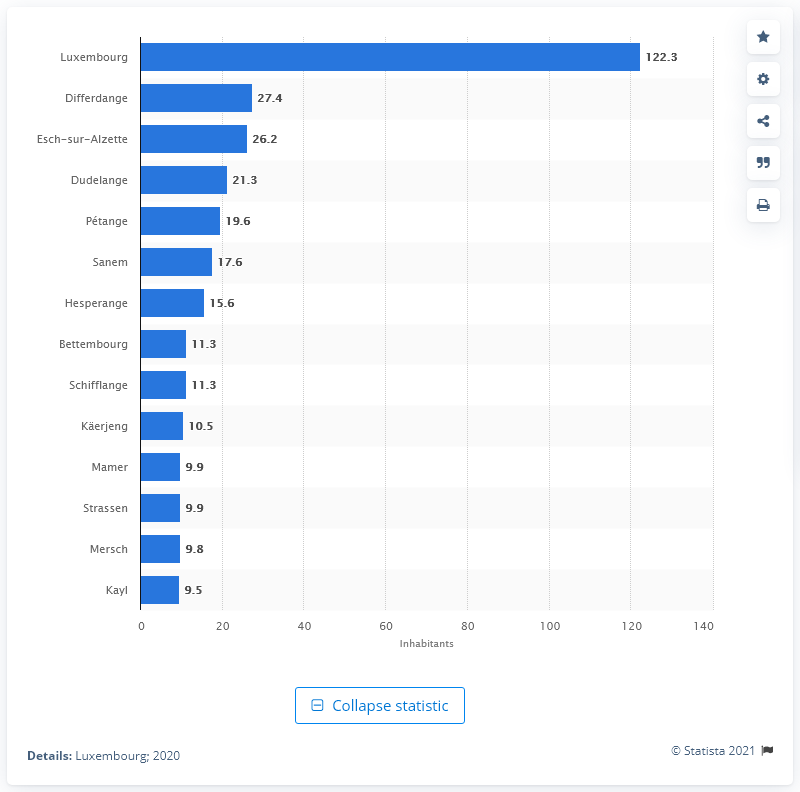 Luxembourg 122.3
Differdange 27.4
Esch-sur-Alzette 26.2
Dudelange 21.3
Pétange 19.6
Sanem 17.6
Hesperange 15.6
Bettembourg 11.3
Schifflange 11.3
Käerjeng 10.5
Mamer 9.9
Strassen 9.9
Mersch 9.8
Kayl 9.5
0 20 40 60 80 100 120 140
Inhabitants
Collapse statistic
Details: Luxembourg; 2020
© Statista 2021